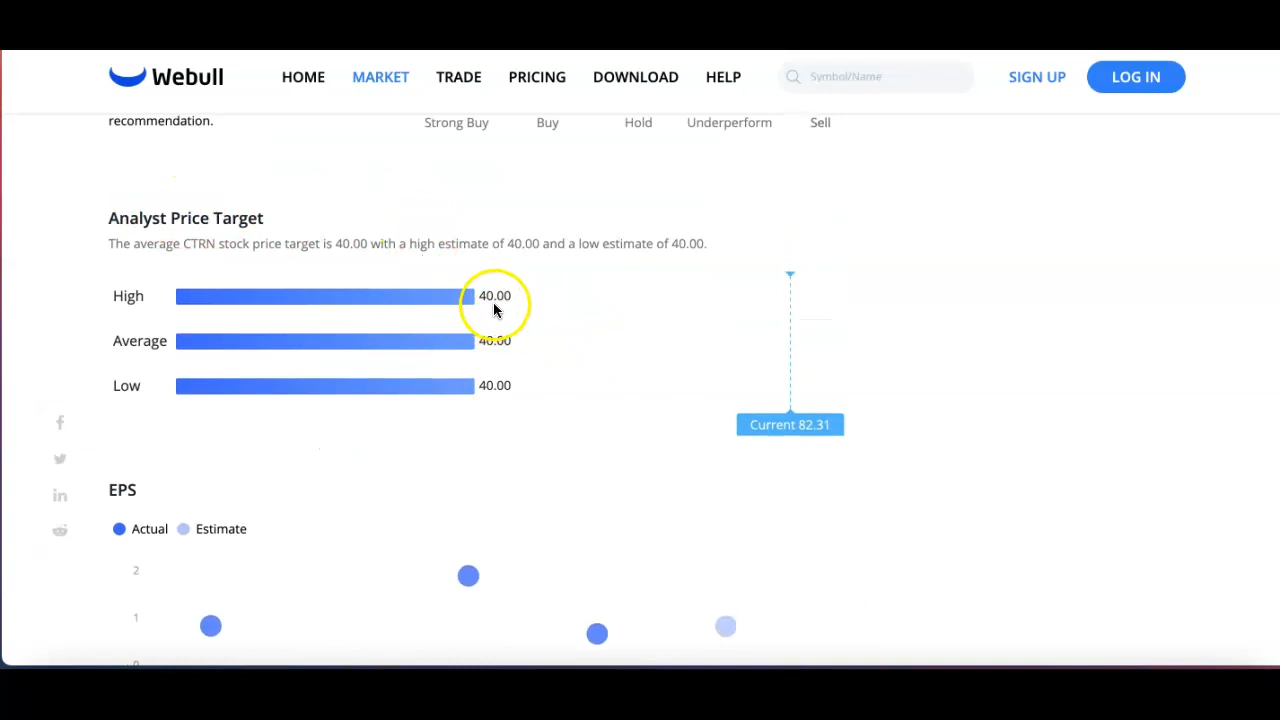 Webull HOME MARKET TRADE PRICING DOWNLOAD HELP Symbol/Name SIGN UP LOG IN
recommendation. Strong Buy Buy Hold Underperform Sell
Analyst Price Target
The average CTRN stock price target is 40.00 with a high estimate of 40.00 and a low estimate of 40.00.
High 40.00
Average 40.00
Low 40.00
Current 82.31
EPS
Actual Estimate
2
1
0